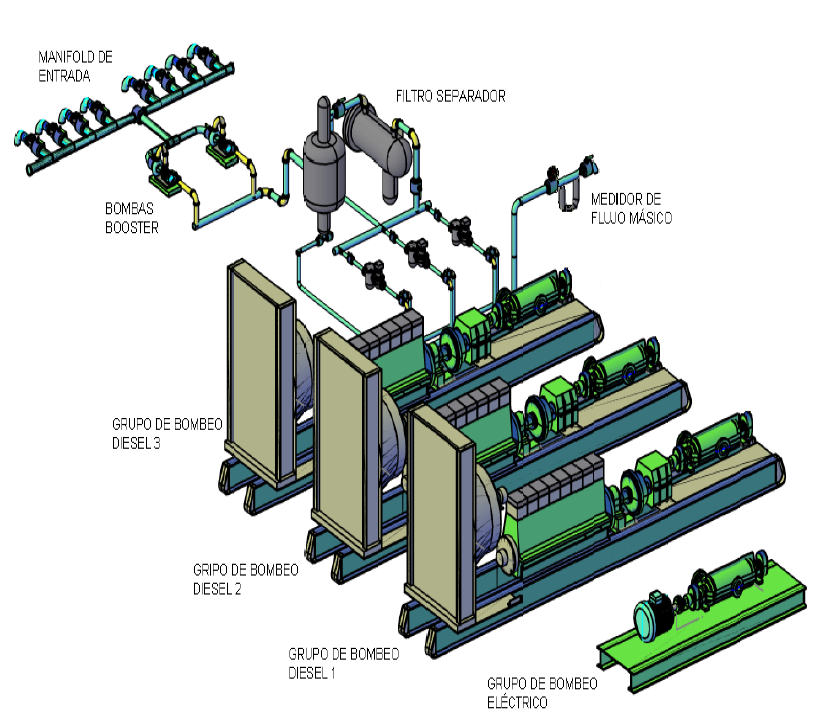 MANIFOLD DE
ENTRADA
FILTRO SEPARADOR
MEDIDOR DE
FLUJO MÁSICO
BOMBAS
BOOSTER
GRUPO DE BOMBEO
DIESEL 3
GRIPO DE BOMBEO
DIESEL 2
GRUPO DE BOMBEO
DIESEL 1
GRUPO DE BOMBEO
ELÉCTRICO